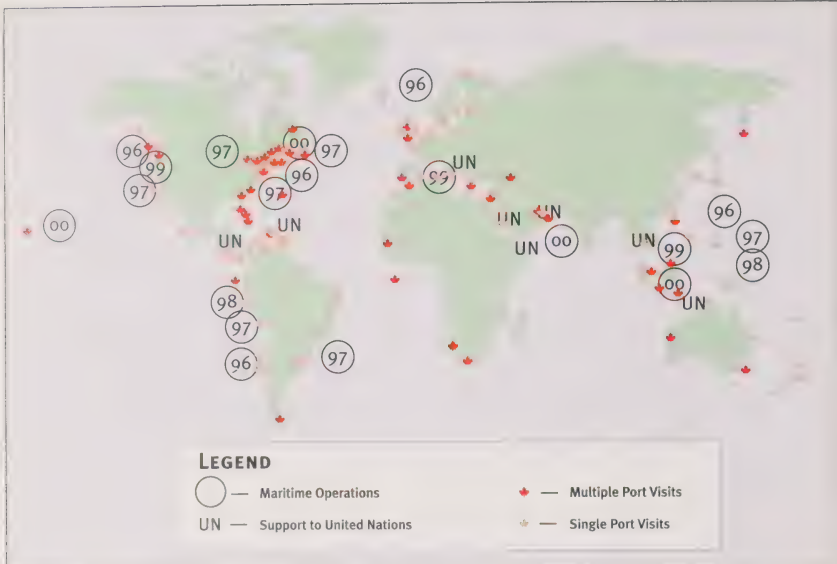 96
96
00
97
97
96
99
97
99
UN
96
97
00
UN
UN
UN
UN
UN
00
UN
96
99
97
98
00
UN
98
97
96
97
LEGEND
Maritime Operations
Multiple Port Visits
UN — Support to United Nations
Single Port Visits